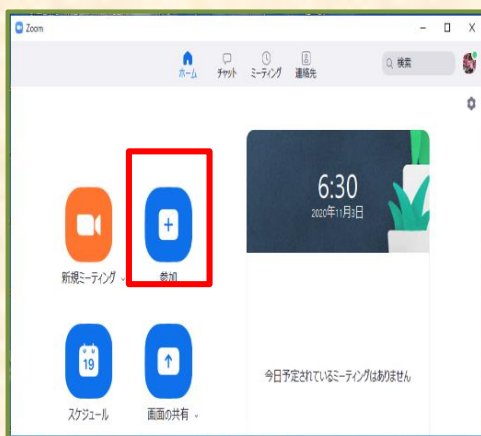 Zoom
ホーム
チャット
ミーティング
連絡先
検索
6:30
2020年11月3日
新規ミーティング
参加
19
スケジュール
画面の共有
今日予定されているミーティングはありません